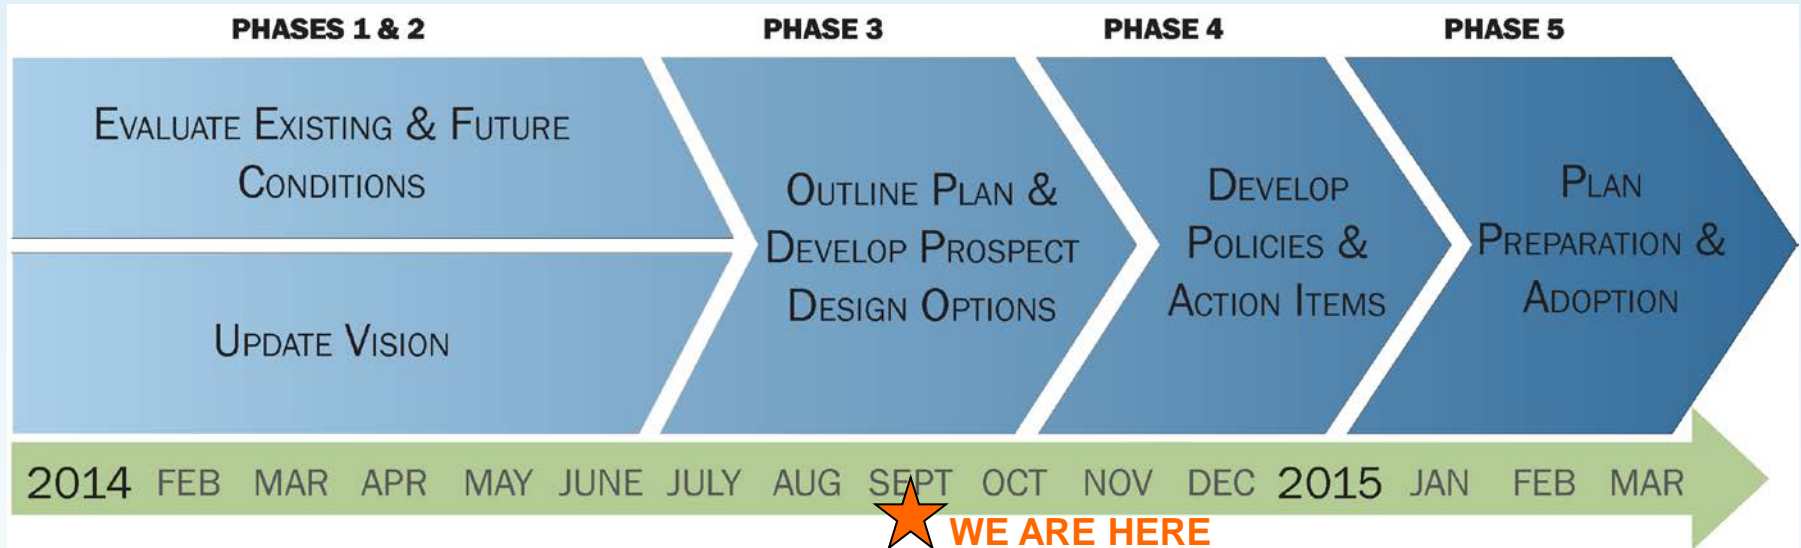 PHASES 1 & 2
PHASE 3
PHASE 4
PHASE 5
EVALUATE EXISTING & FUTURE
CONDITIONS
UPDATE VISION
OUTLINE PLAN &
DEVELOP PROSPECT
DESIGN OPTIONS
DEVELOP
POLICIES &
ACTION ITEMS
PLAN
PREPARATION &
ADOPTION
2014 FEB MAR APR MAY JUNE JULY AUG SEPT OCT NOV DEC 2015 JAN FEB MAR
WE ARE HERE